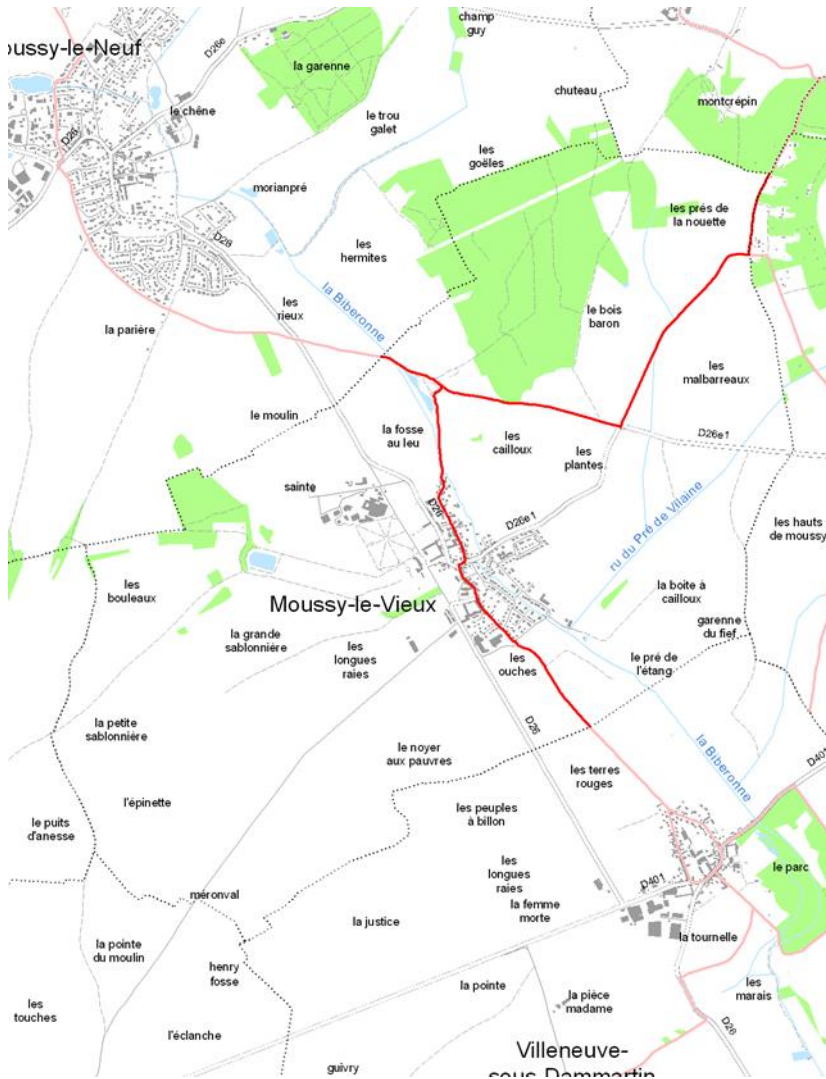 champ
guy
oussy-le-Neuf
D26e
la garenne
chuteau
montcrepin
le chêne
le trou
galet
D26
les
goëles
morianpré
les prés de
la nouette
D26
les
hermites
la Biberonne
les
rieux
le bois
baron
la parière
les
malbarreaux
le moulin
la fosse
au leu
les
cailloux
D26e1
les
plantes
sainte
D26
D26e1
ru du Pré de Vilaine
les hauts
de moussy
les
bouleaux
la boite à
cailloux
Moussy-le-Vieux
garenne
du fief
la grande
sablonnière
les
longues
raies
les
ouches
le pré de
l'étang
la petite
sablonnière
D26
la Biberonne
le noyer
aux pauvres
D401
les terres
rouges
l'épinette
les peuples
à billon
le puits
d'anesse
les
longues
raies
le parc
D401
méronval
la femme
morte
la justice
la tournelle
la pointe
du moulin
henry
fosse
la pointe
la pièce
madame
les
marais
les
touches
l'éclanche
D26
Villeneuve-
sous-Dammartin
guivry